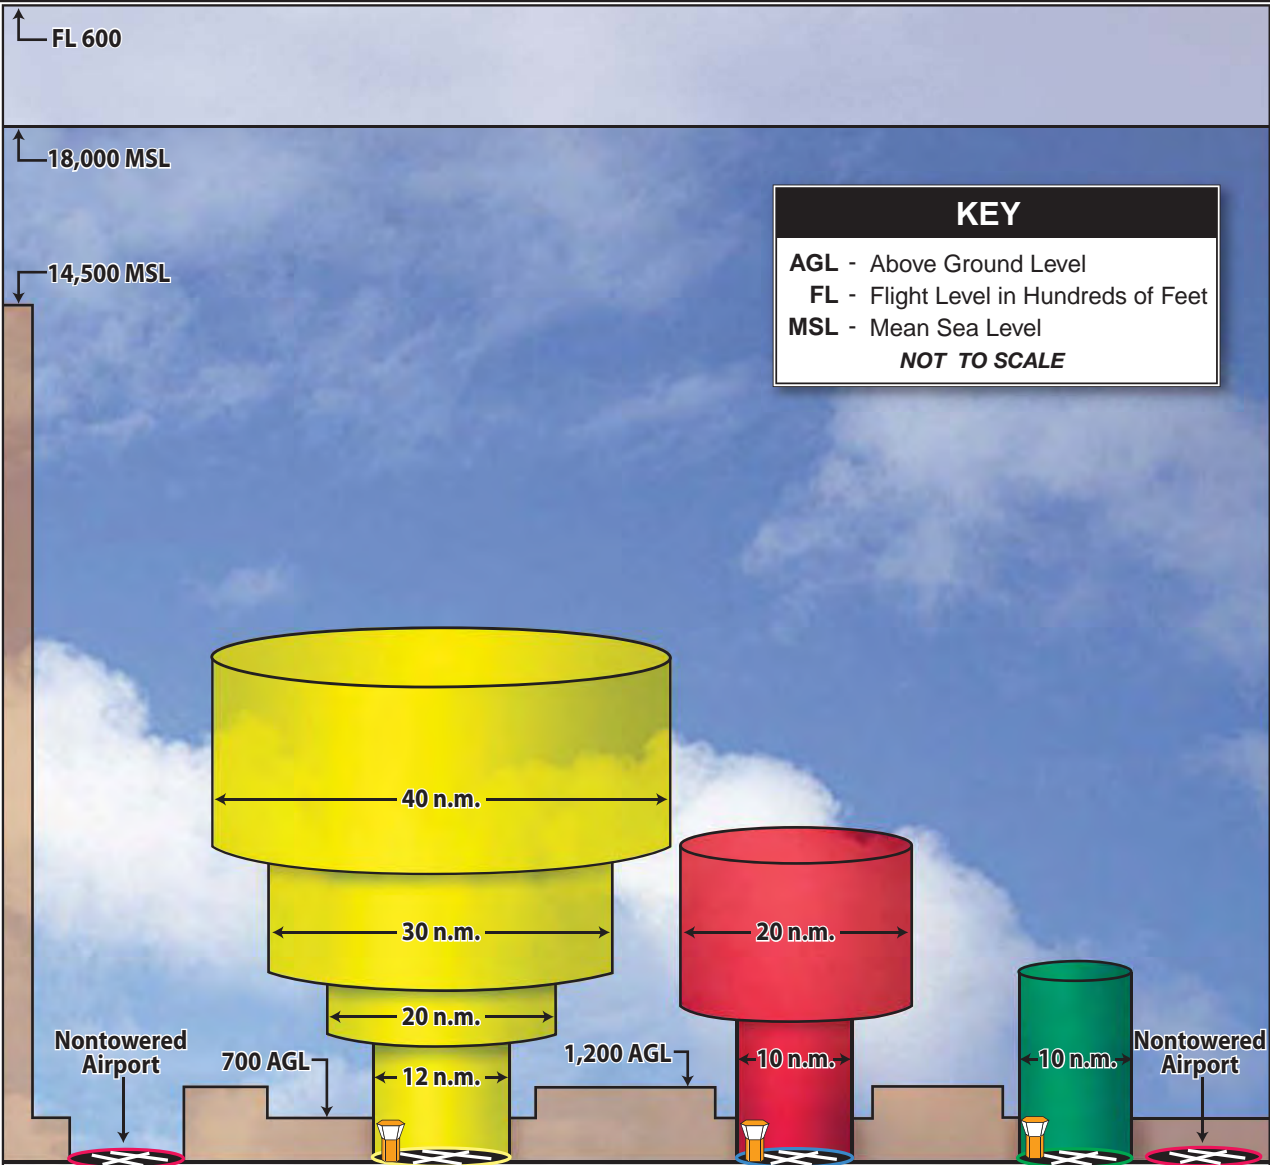 FL 600
18,000 MSL
14,500 MSL
KEY
AGL - Above Ground Level
FL - Flight Level in Hundreds of Feet
MSL - Mean Sea Level
NOT TO SCALE
40 n.m.
30 n.m.
20 n.m.
20 n.m.
Nontowered
Airport
700 AGL
12 n.m.
1,200 AGL
10 n.m.
10 n.m.
Nontowered
Airport